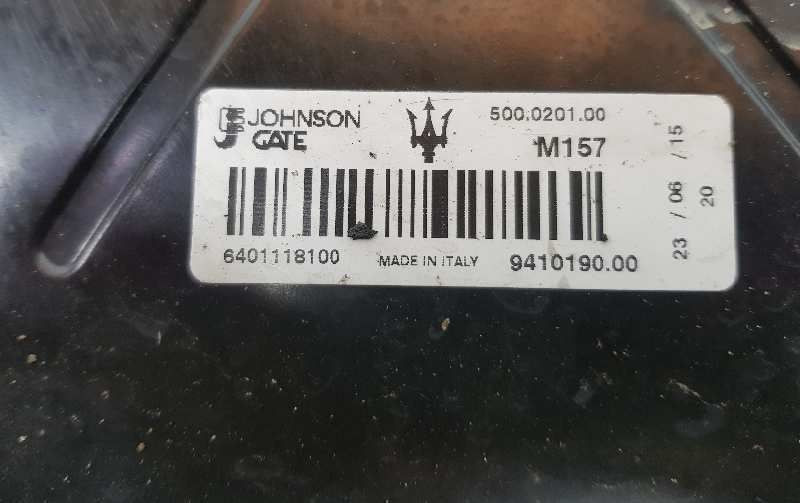 JOHNSON
GATE
500.0201.00
M157
6401118100
MADE IN ITALY
9410190.00
23 / 06 / 15
20